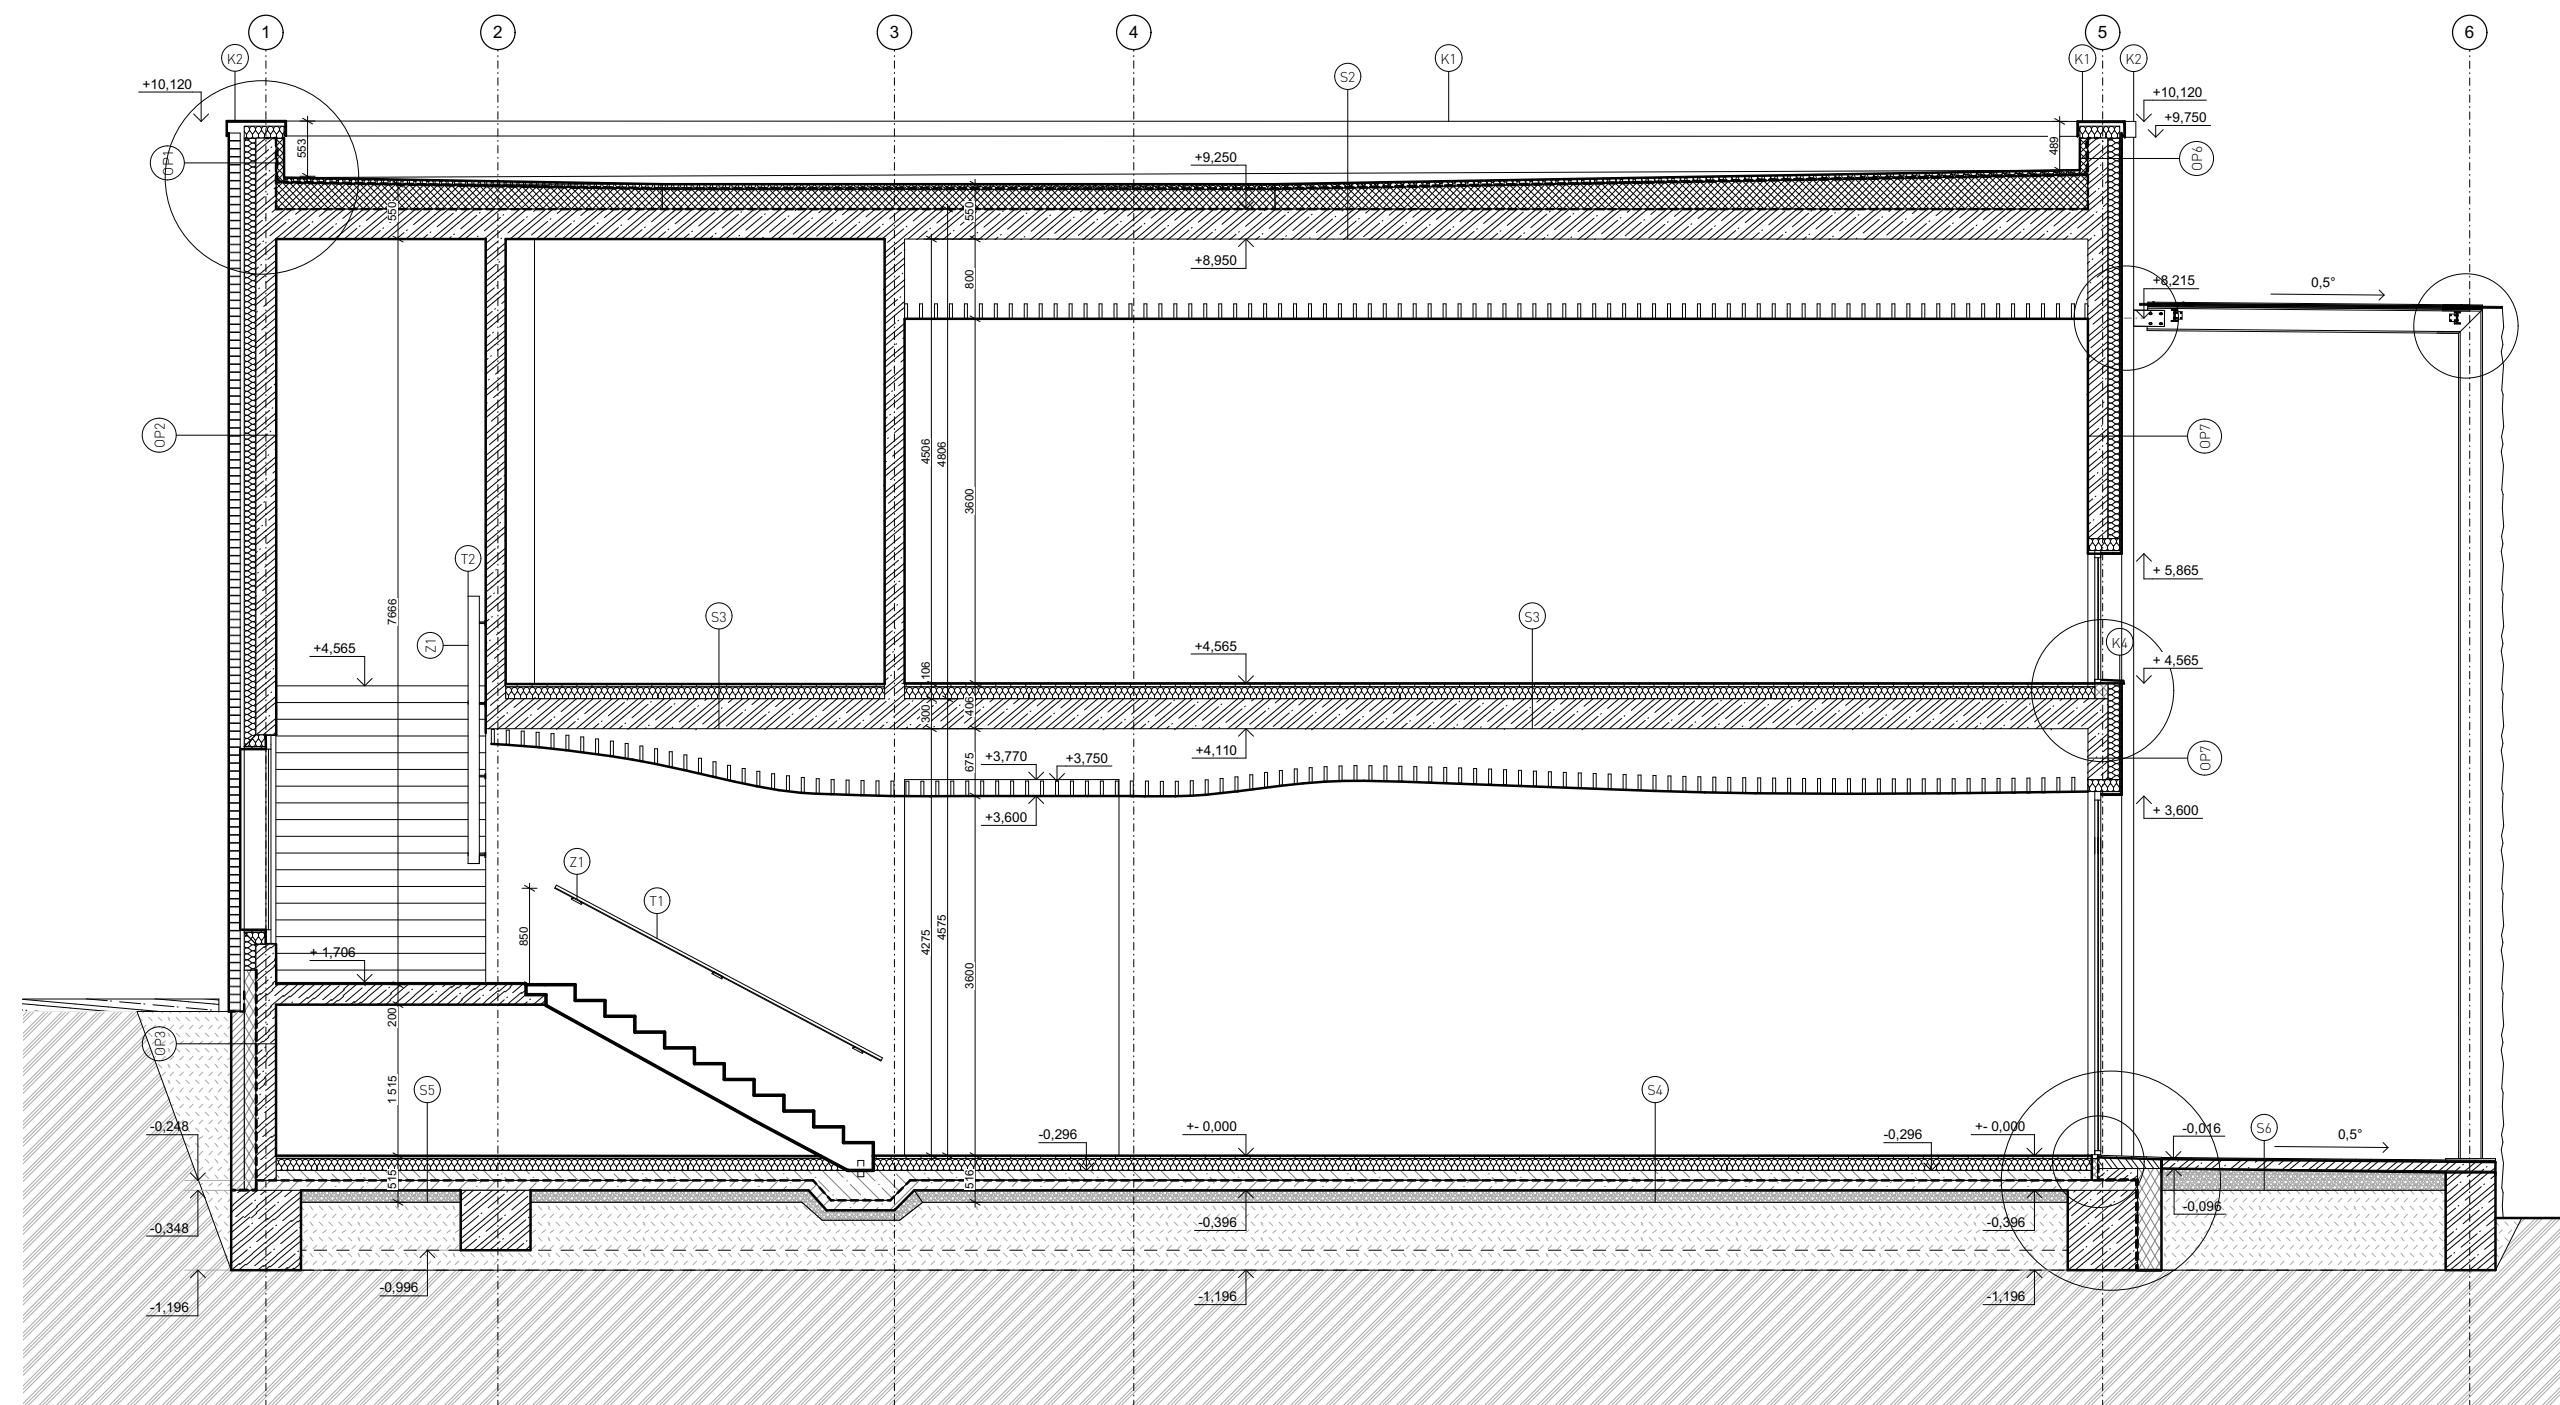 1
2
3
4
5
6
K2
K1
K1
K2
S2
+10,120
+10,120
+9,750
553
489
OP1
OP6
+9,250
550
550
+8,950
800
+8,215
0,5°
OP2
OP7
4506
4806
3600
T2
+ 5,865
7666
S3
S3
Z1
K4
+4,565
+4,565
+ 4,565
106
300
406
+4,110
675
+3,770
+3,750
OP7
+3,600
+ 3,600
Z1
T1
850
4275
4575
3600
+ 1,706
200
OP3
1 515
S5
S4
-0,248
-0,296
+- 0,000
-0,296
+- 0,000
-0,016
S6
0,5°
515
516
-0,348
-0,396
-0,396
-0,096
-0,996
-1,196
-1,196
-1,196